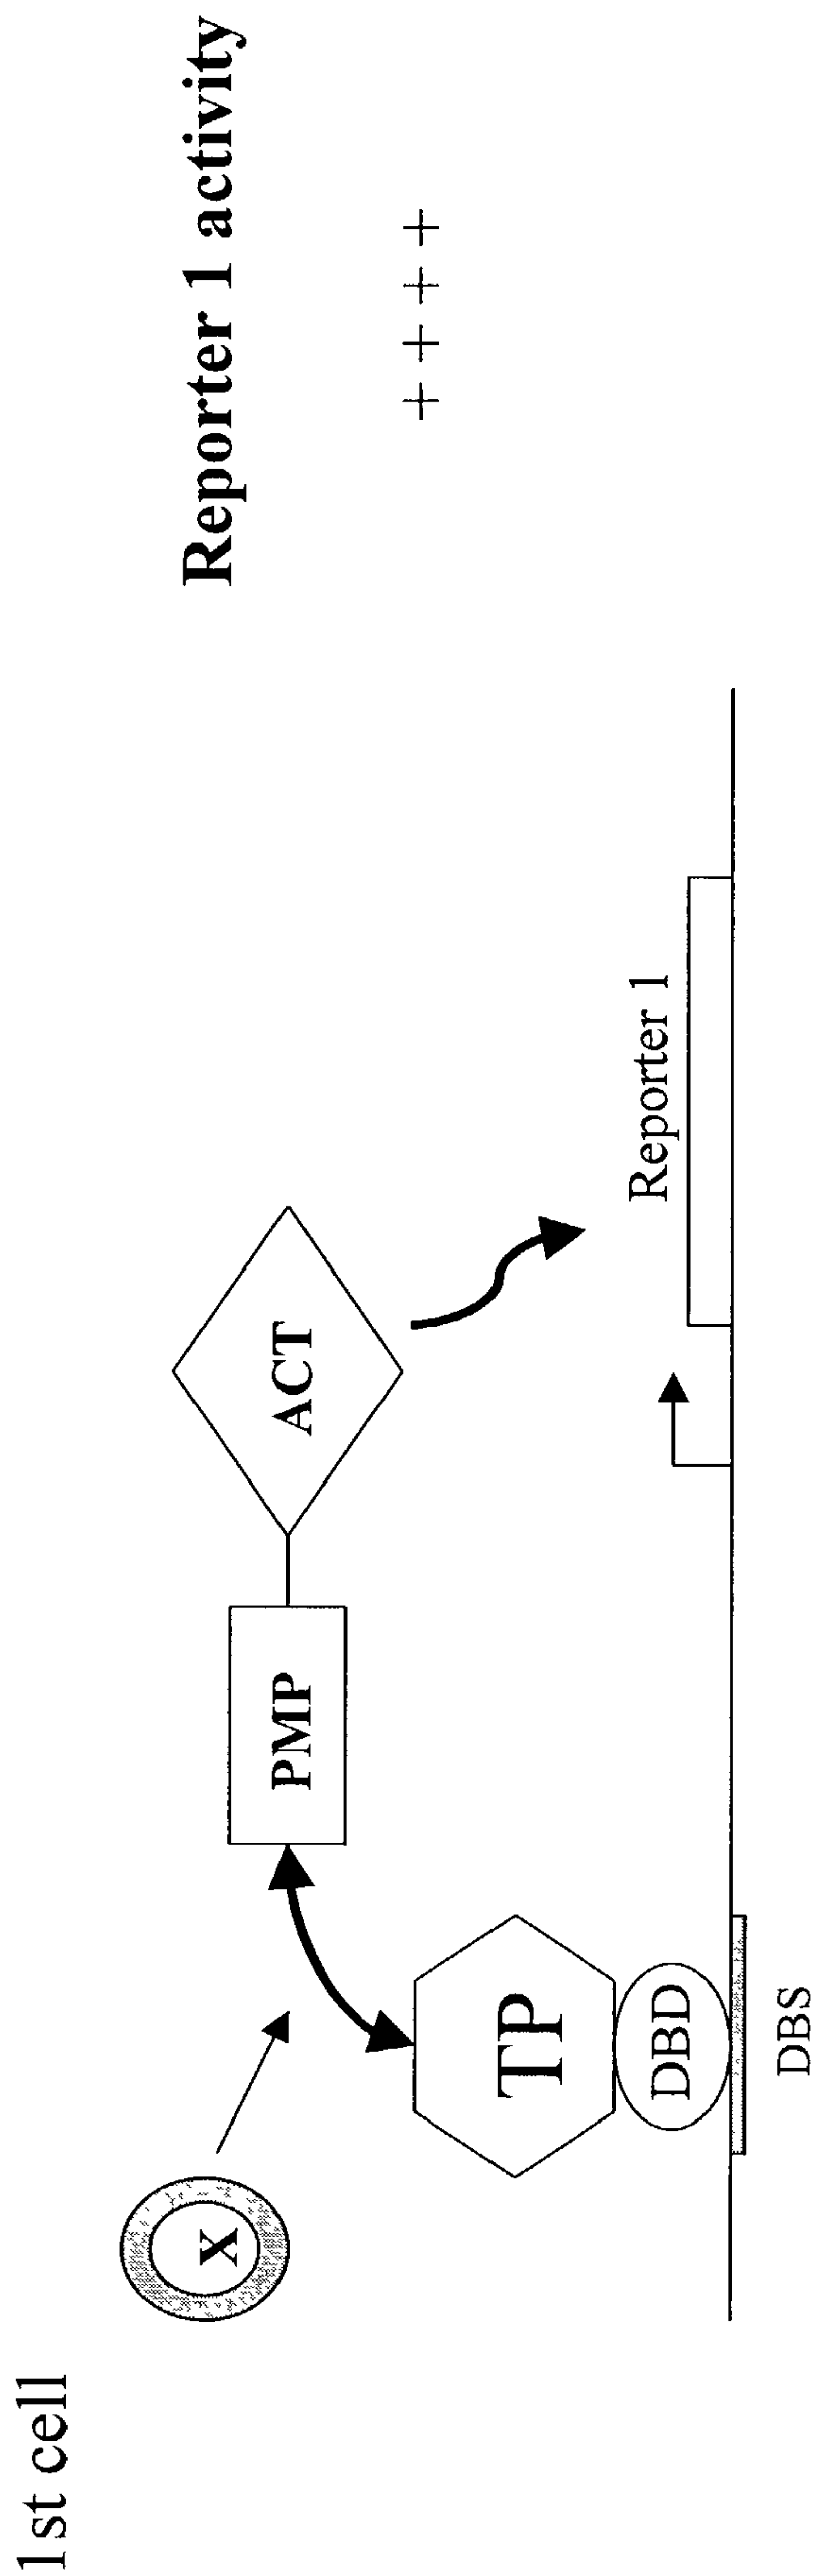 1st cell
Reporter 1 activity
X
PMP
ACT
+ + + +
TP
DBD
Reporter 1
DBS